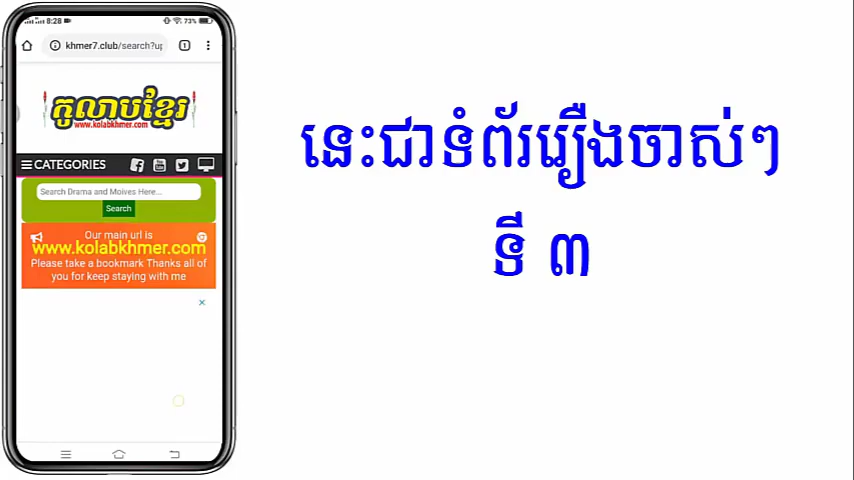 8:28
73%
khmer7.club/search?up
1
កូលាបខ្មែរ
www.kolabkhmer.com
CATEGORIES
Search Drama and Moives Here...
Search
Our main url is
www.kolabkhmer.com
Please take a bookmark Thanks all of
you for keep staying with me
នេះជាទំព័ររឿងចាស់ៗ
ទី ៣